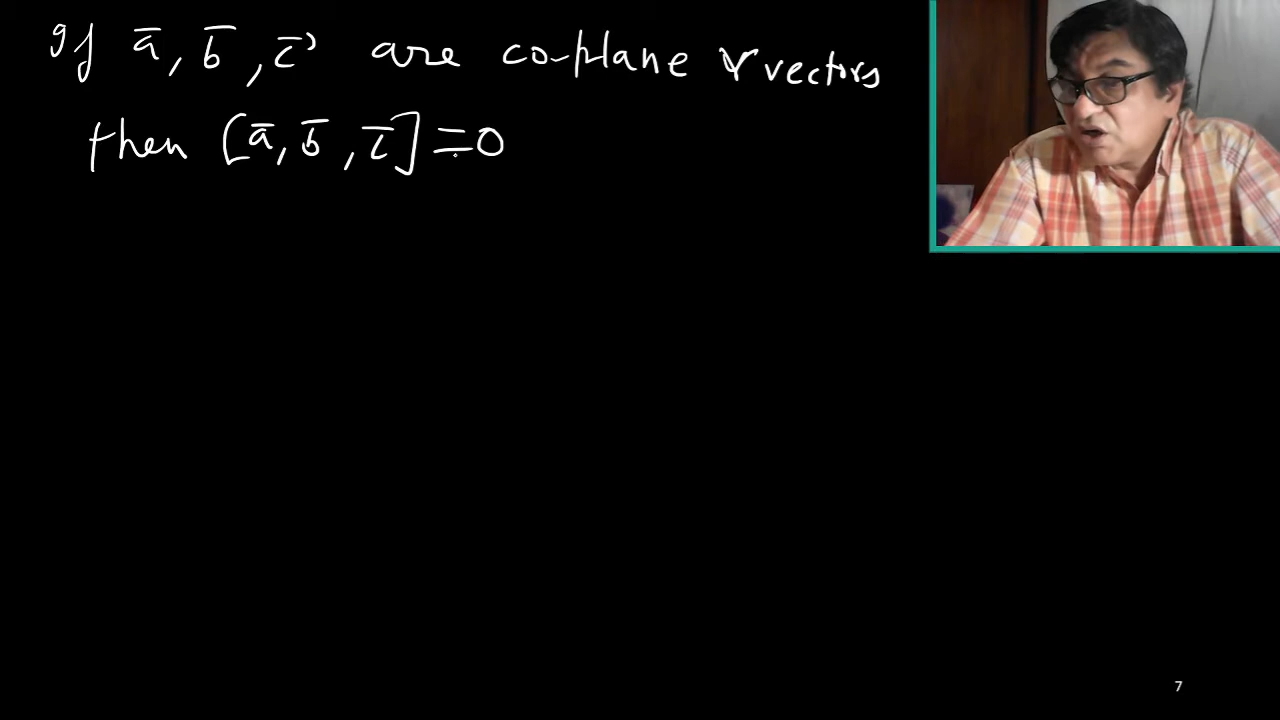 If a̅, b̅, c̅ are co-plane vectors
then [a̅, b̅, c̅] = 0
7